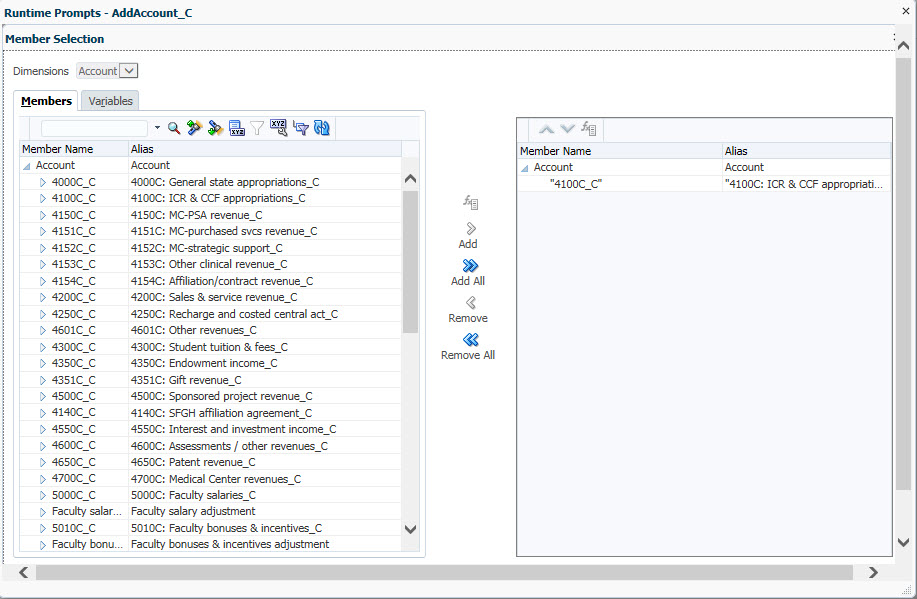 Runtime Prompts - AddAccount_C
Member Selection
Dimensions Account
Members Variables
Member Name Alias
Account Account
4000C_C 4000C: General state appropriations_C
4100C_C 4100C: ICR & CCF appropriations_C
4150C_C 4150C: MC-PSA revenue_C
4151C_C 4151C: MC-purchased svcs revenue_C
4152C_C 4152C: MC-strategic support_C
4153C_C 4153C: Other clinical revenue_C
4154C_C 4154C: Affiliation/contract revenue_C
4200C_C 4200C: Sales & service revenue_C
4250C_C 4250C: Recharge and costed central act_C
4601C_C 4601C: Other revenues_C
4300C_C 4300C: Student tuition & fees_C
4350C_C 4350C: Endowment income_C
4351C_C 4351C: Gift revenue_C
4500C_C 4500C: Sponsored project revenue_C
4140C_C 4140C: SFGH affiliation agreement_C
4550C_C 4550C: Interest and investment income_C
4600C_C 4600C: Assessments / other revenues_C
4650C_C 4650C: Patent revenue_C
4700C_C 4700C: Medical Center revenues_C
5000C_C 5000C: Faculty salaries_C
Faculty salar... Faculty salary adjustment
5010C_C 5010C: Faculty bonuses & incentives_C
Faculty bonu... Faculty bonuses & incentives adjustment
Add
Add All
Remove
Remove All
Member Name Alias
Account Account
"4100C_C" "4100C: ICR & CCF appropriati...